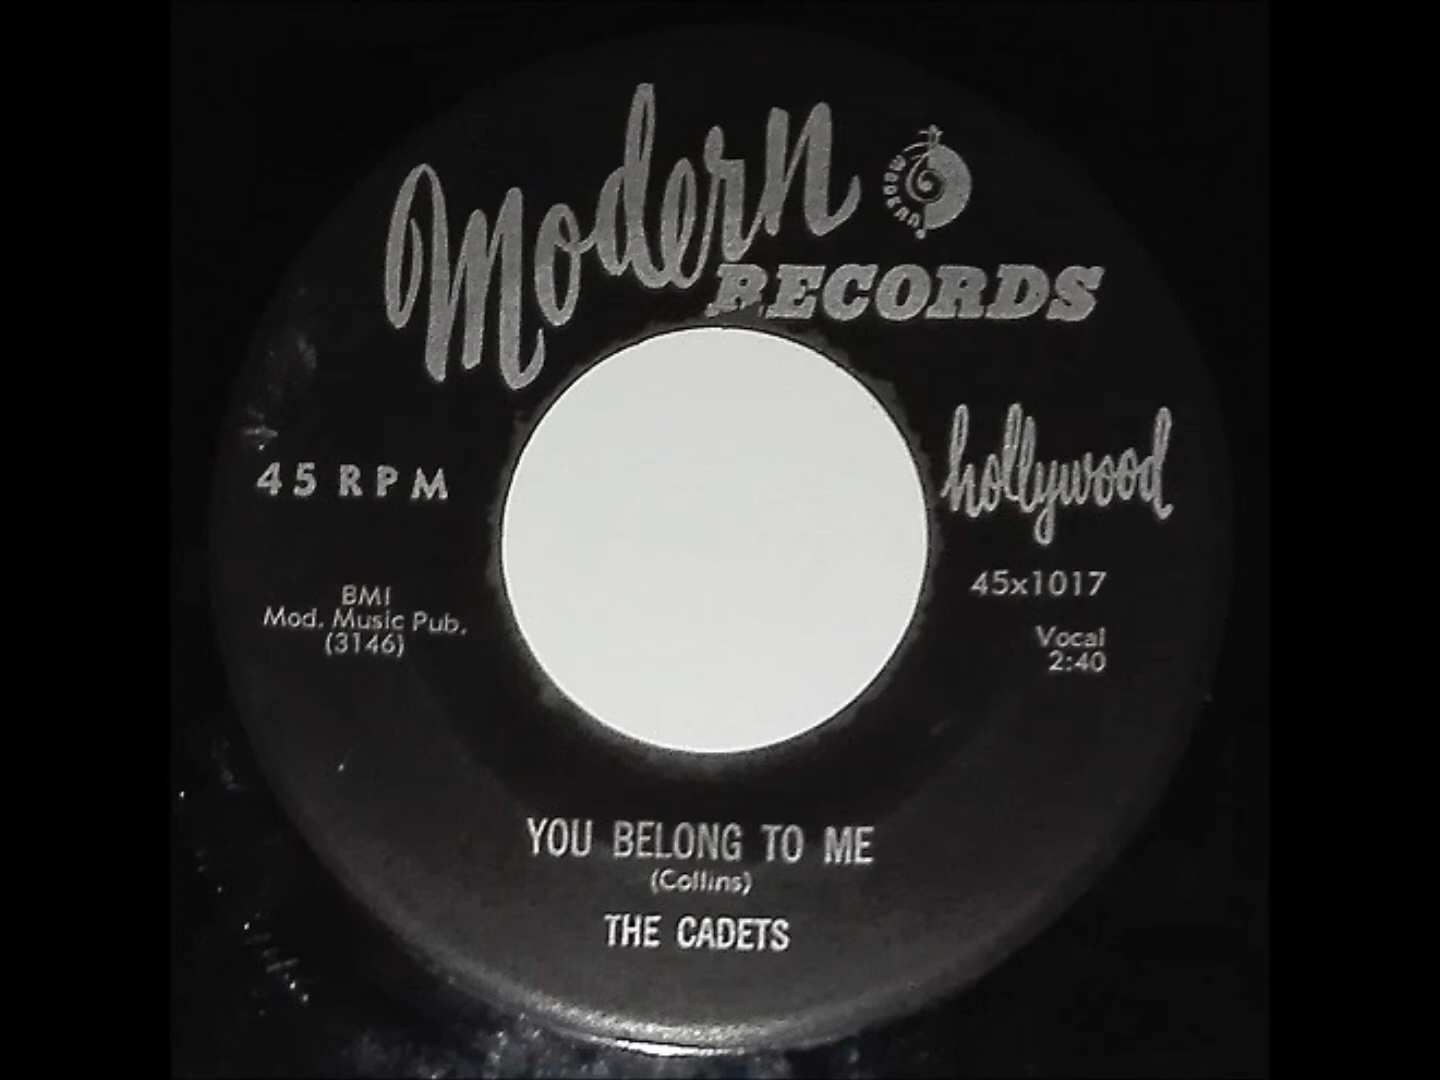 Modern
MODERN
RECORDS
hollywood
45 RPM
45x1017
BMI
Mod. Music Pub.
(3146)
Vocal
2:40
YOU BELONG TO ME
(Collins)
THE CADETS